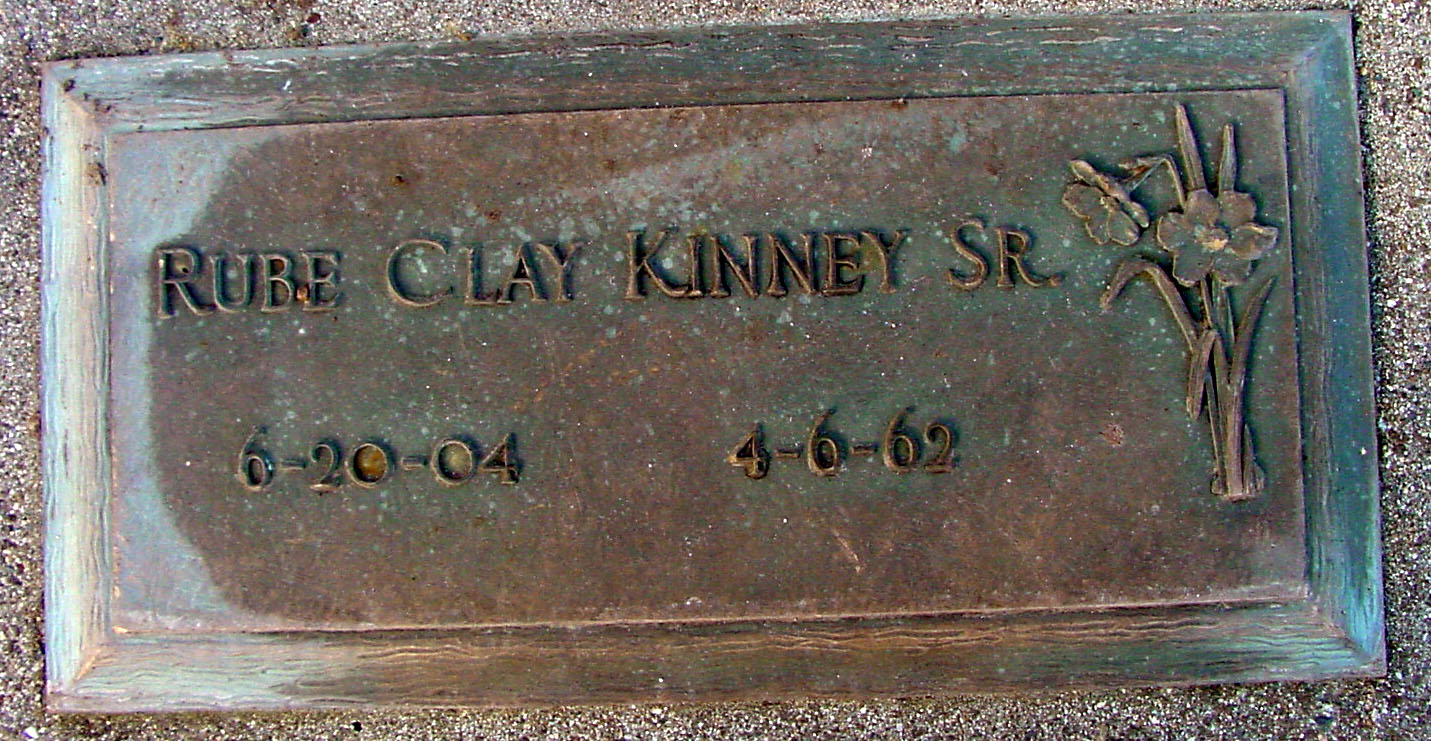 RUBE CLAY KINNEY SR.
6-20-04 4-6-62